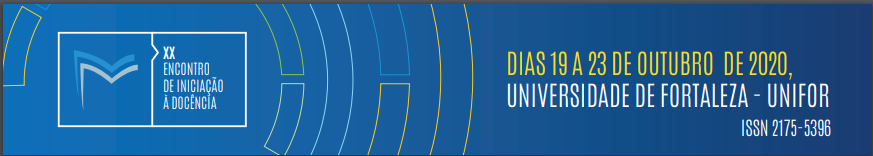 XX
ENCONTRO
DE INICIAÇÃO
À DOCÊNCIA
DIAS 19 A 23 DE OUTUBRO DE 2020,
UNIVERSIDADE DE FORTALEZA - UNIFOR
ISSN 2175-5396